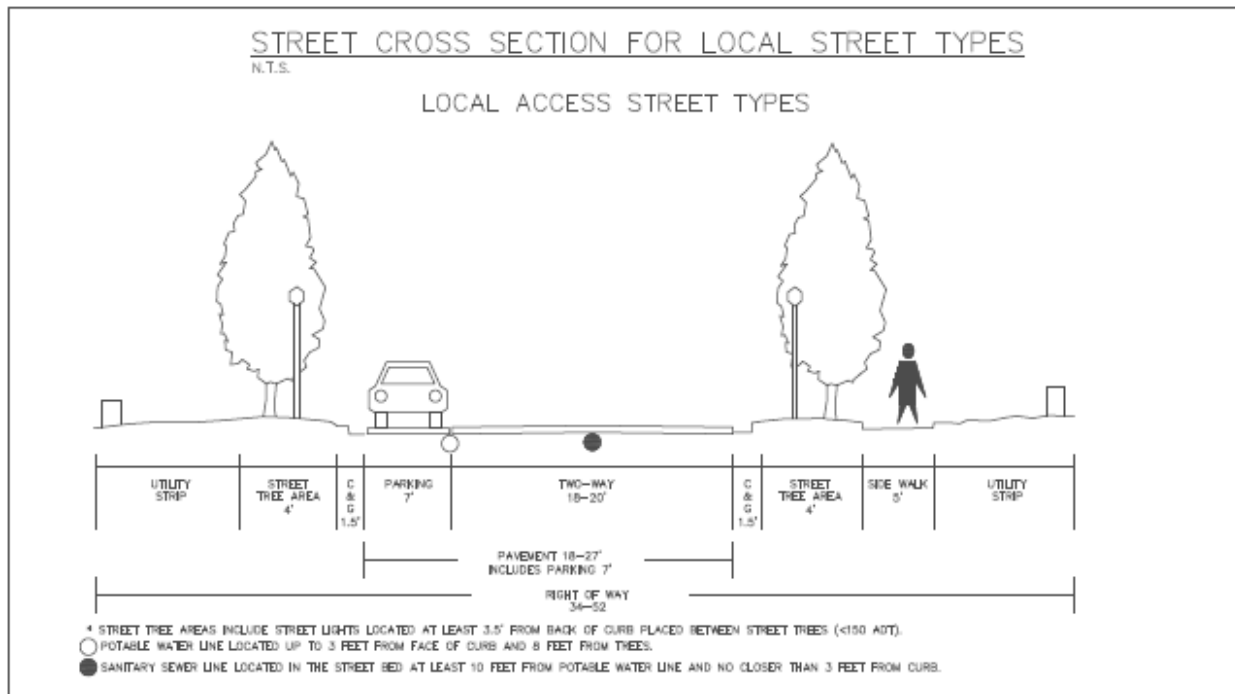 STREET CROSS SECTION FOR LOCAL STREET TYPES
N.T.S.
LOCAL ACCESS STREET TYPES
UTILITY
STRIP
STREET
TREE AREA
4'
C
&
G
1.5'
PARKING
7'
TWO-WAY
18-20'
C
&
G
1.5'
STREET
TREE AREA
4'
SIDE WALK
5'
UTILITY
STRIP
PAVEMENT 18-27'
INCLUDES PARKING 7'
RIGHT OF WAY
34-52
* STREET TREE AREAS INCLUDE STREET LIGHTS LOCATED AT LEAST 3.5' FROM BACK OF CURB PLACED BETWEEN STREET TREES (<150 ADT).
POTABLE WATER LINE LOCATED UP TO 3 FEET FROM FACE OF CURB AND 8 FEET FROM TREES.
SANITARY SEWER LINE LOCATED IN THE STREET BED AT LEAST 10 FEET FROM POTABLE WATER LINE AND NO CLOSER THAN 3 FEET FROM CURB.